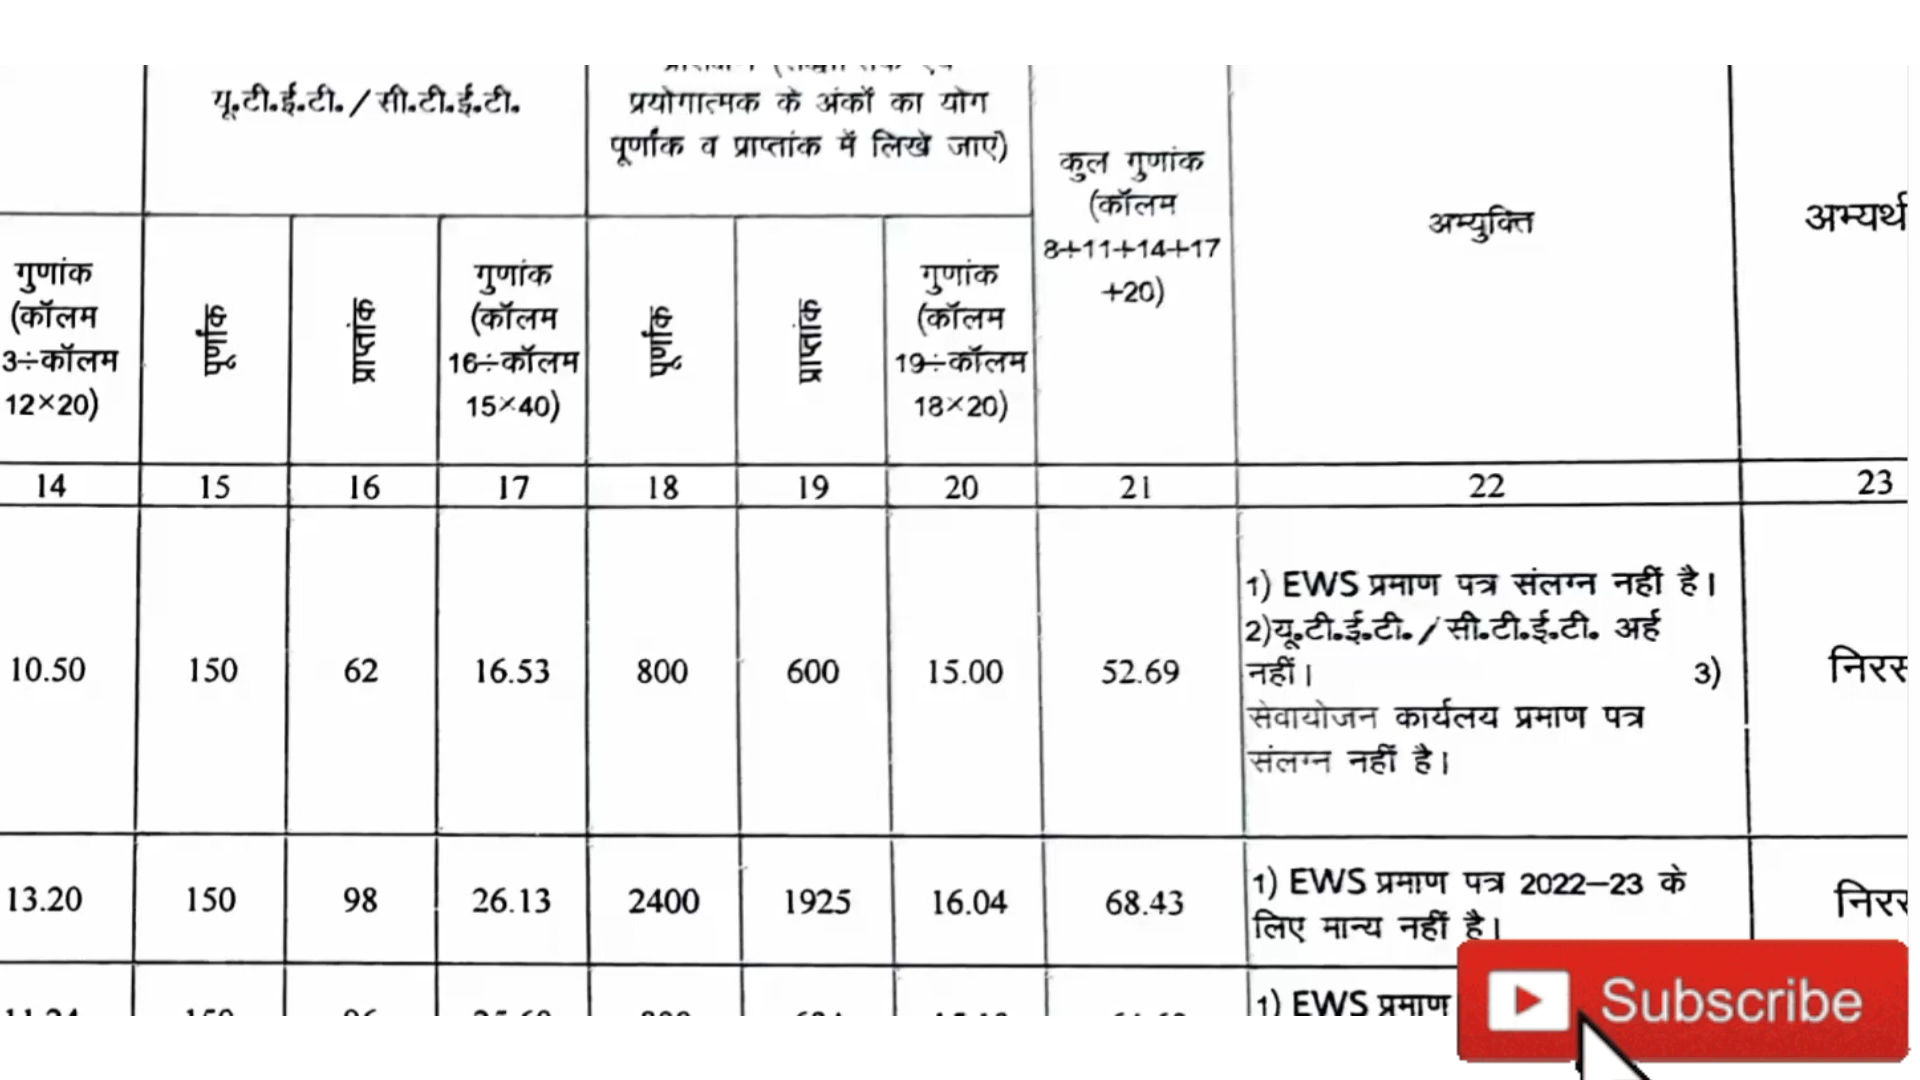 यू.टी.ई.टी./सी.टी.ई.टी.
प्रयोगात्मक के अंकों का योग
पूर्णांक व प्राप्तांक में लिखे जाए)
कुल गुणांक
(कॉलम
8+11+14+17
+20)
अभ्युक्ति
अभ्यर्थ
गुणांक
(कॉलम
3÷कॉलम
12×20)
पूर्णांक
प्राप्तांक
गुणांक
(कॉलम
16÷कॉलम
15×40)
पूर्णांक
प्राप्तांक
गुणांक
(कॉलम
19÷कॉलम
18×20)
14 15 16 17 18 19 20 21 22 23
10.50 150 62 16.53 800 600 15.00 52.69
1) EWS प्रमाण पत्र संलग्न नहीं है।
2)यू.टी.ई.टी./सी.टी.ई.टी. अर्ह
नहीं। 3)
सेवायोजन कार्यलय प्रमाण पत्र
संलग्न नहीं है।
निरस
13.20 150 98 26.13 2400 1925 16.04 68.43
1) EWS प्रमाण पत्र 2022–23 के
लिए मान्य नहीं है।
निरस
1) EWS प्रमाण
Subscribe